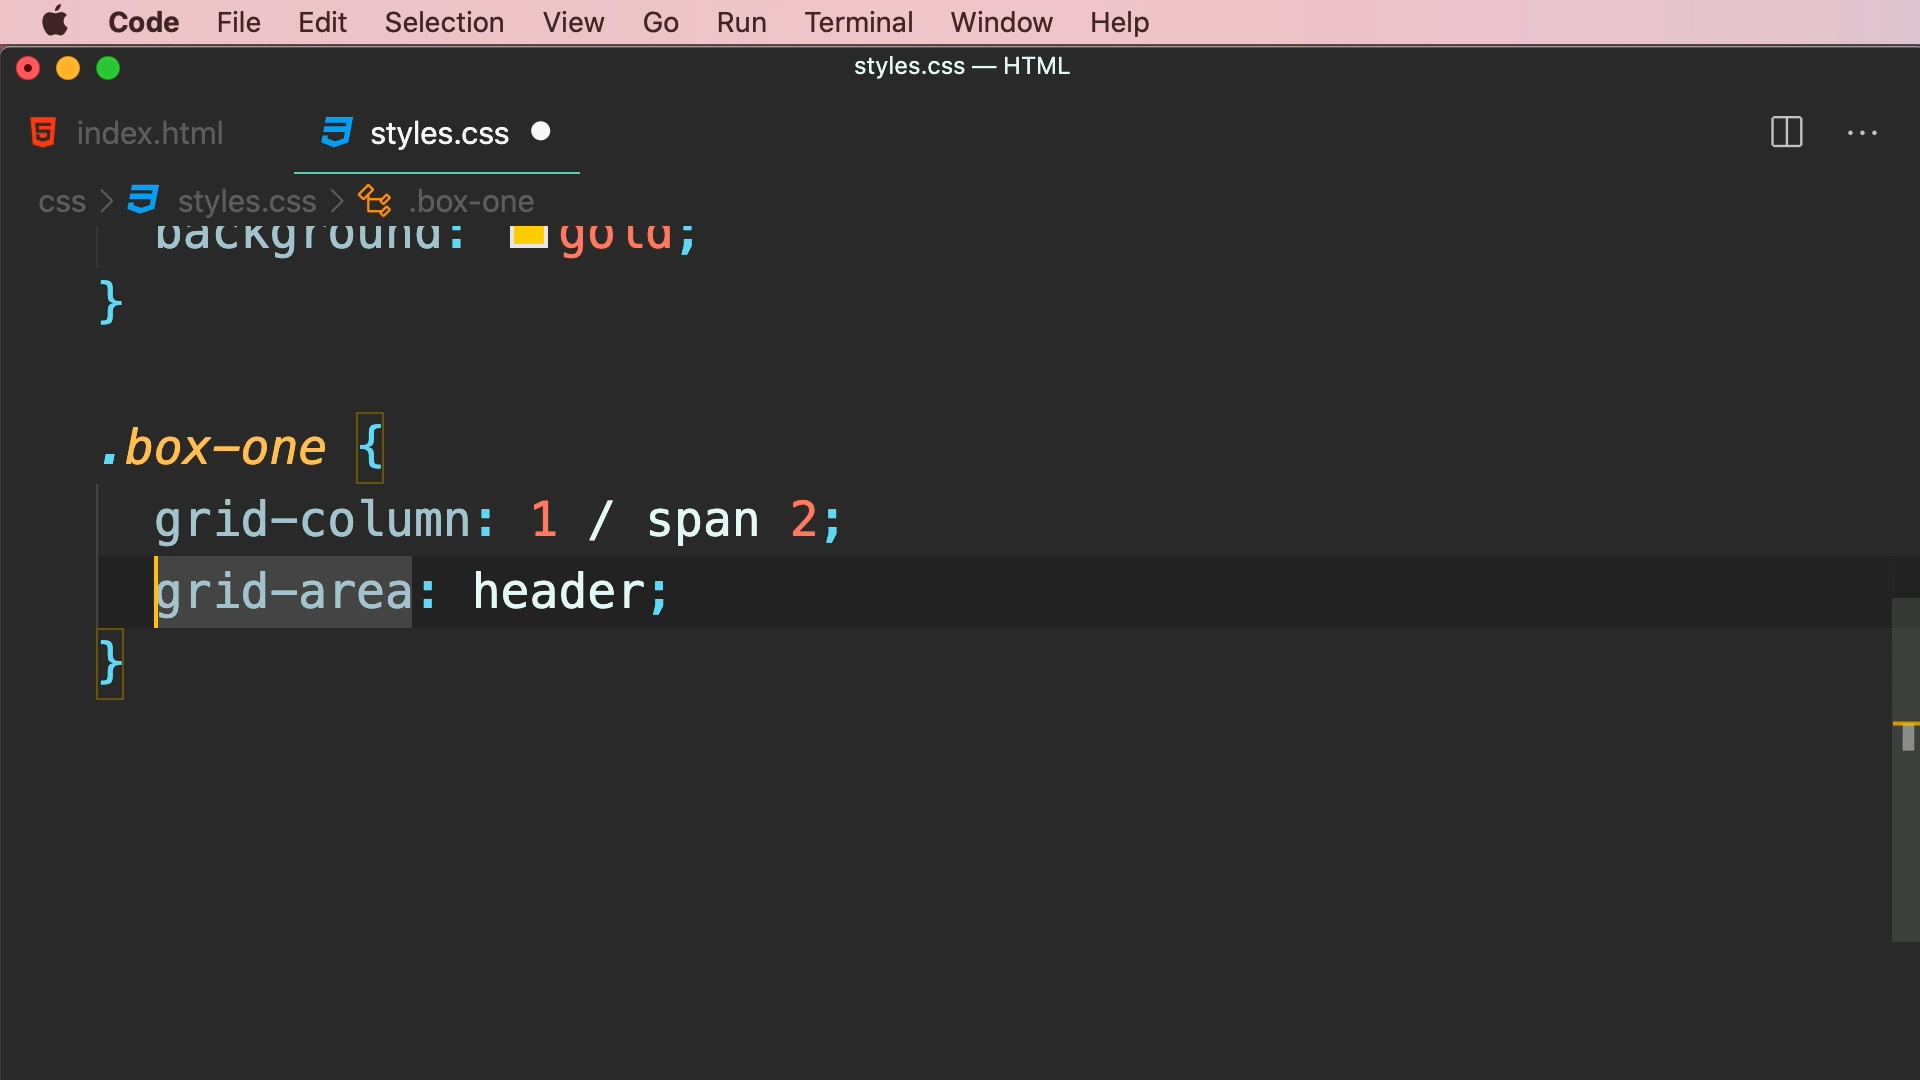 Code File Edit Selection View Go Run Terminal Window Help
styles.css — HTML
index.html styles.css
css > styles.css > .box-one
background: gold;
}
.box-one {
grid-column: 1 / span 2;
grid-area: header;
}